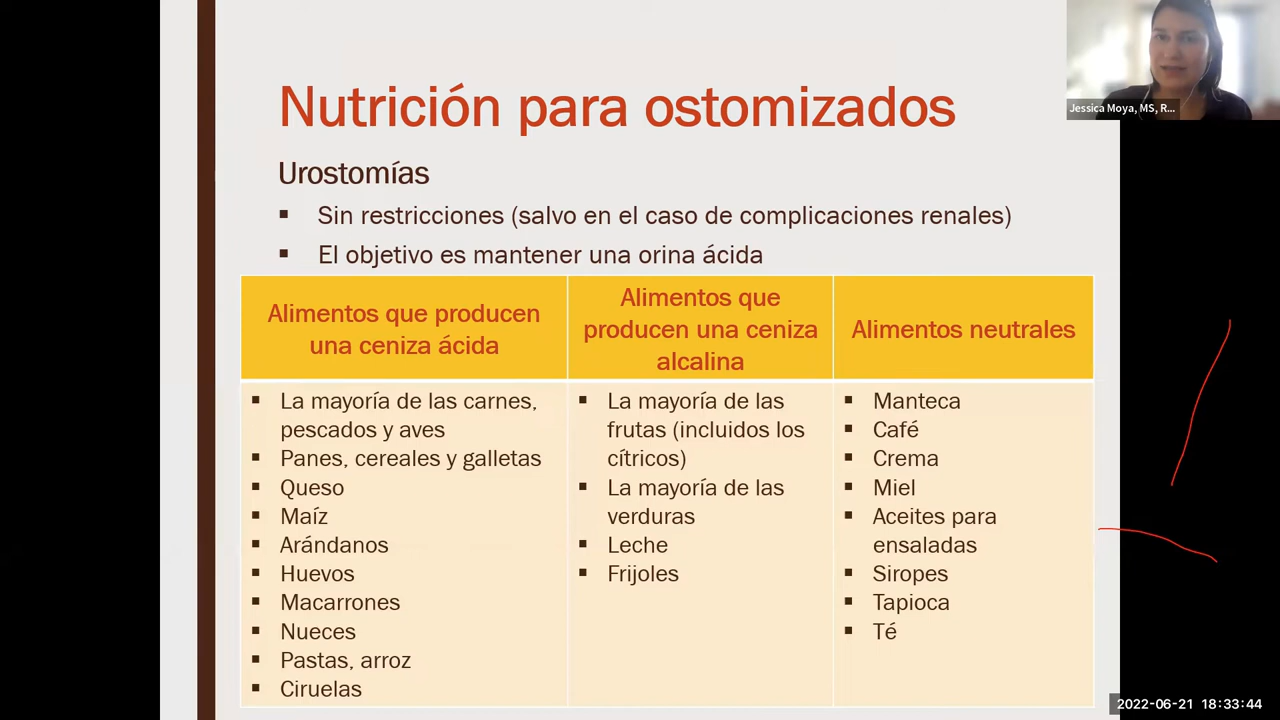 Nutrición para ostomizados
Jessica Moya, MS, R...
Urostomías
▪ Sin restricciones (salvo en el caso de complicaciones renales)
▪ El objetivo es mantener una orina ácida
Alimentos que producen
una ceniza ácida
Alimentos que
producen una ceniza
alcalina
Alimentos neutrales
▪ La mayoría de las carnes,
pescados y aves
▪ Panes, cereales y galletas
▪ Queso
▪ Maíz
▪ Arándanos
▪ Huevos
▪ Macarrones
▪ Nueces
▪ Pastas, arroz
▪ Ciruelas
▪ La mayoría de las
frutas (incluidos los
cítricos)
▪ La mayoría de las
verduras
▪ Leche
▪ Frijoles
▪ Manteca
▪ Café
▪ Crema
▪ Miel
▪ Aceites para
ensaladas
▪ Siropes
▪ Tapioca
▪ Té
2022-06-21 18:33:44